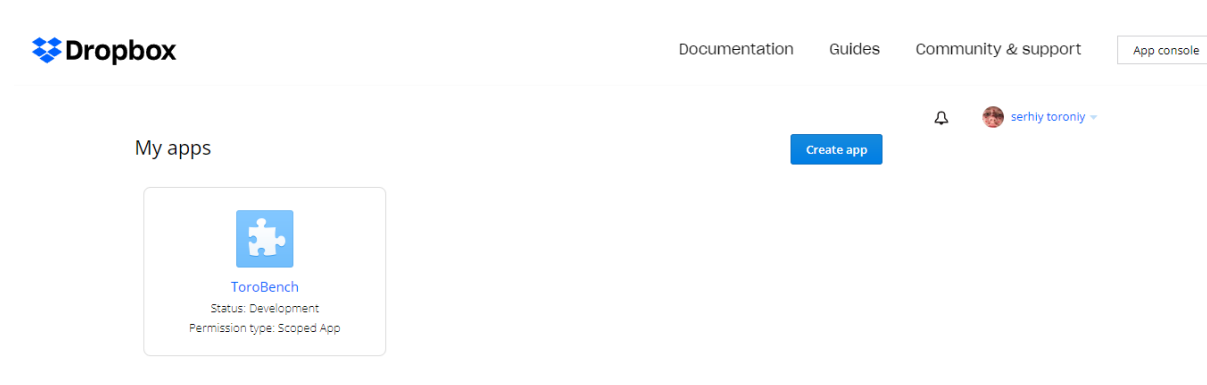 Dropbox
Documentation Guides Community & support App console
serhiy toroniy
My apps
Create app
ToroBench
Status: Development
Permission type: Scoped App